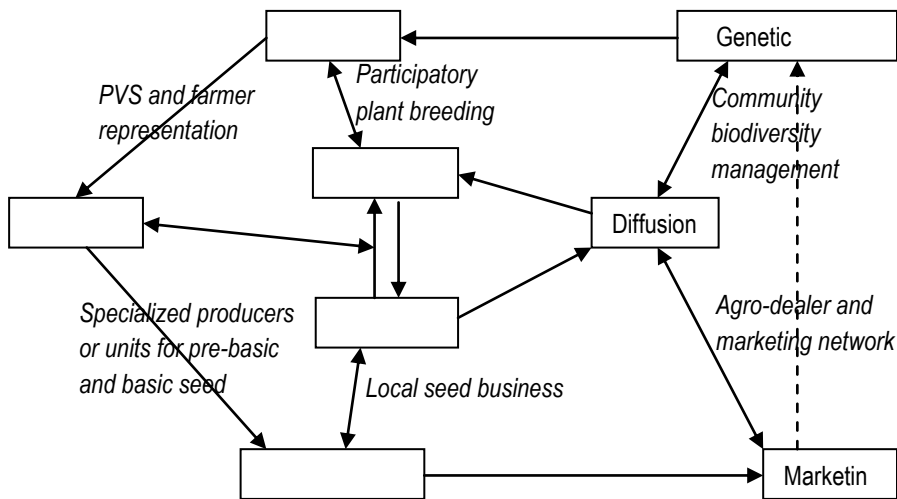 Genetic
Participatory
plant breeding
PVS and farmer
representation
Community
biodiversity
management
Diffusion
Specialized producers
or units for pre-basic
and basic seed
Agro-dealer and
marketing network
Local seed business
Marketin